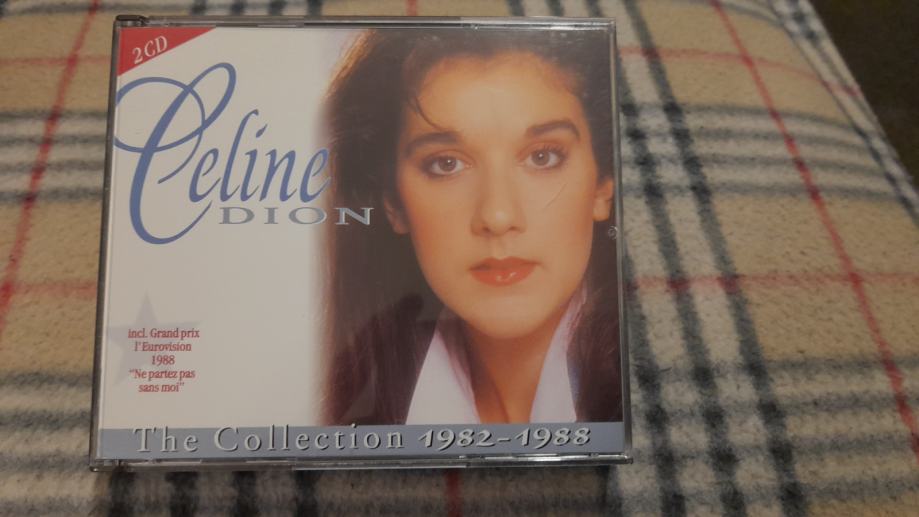 2CD
Celine
DION
incl. Grand prix
l'Eurovision
1988
"Ne partez pas
sans moi"
The Collection 1982-1988